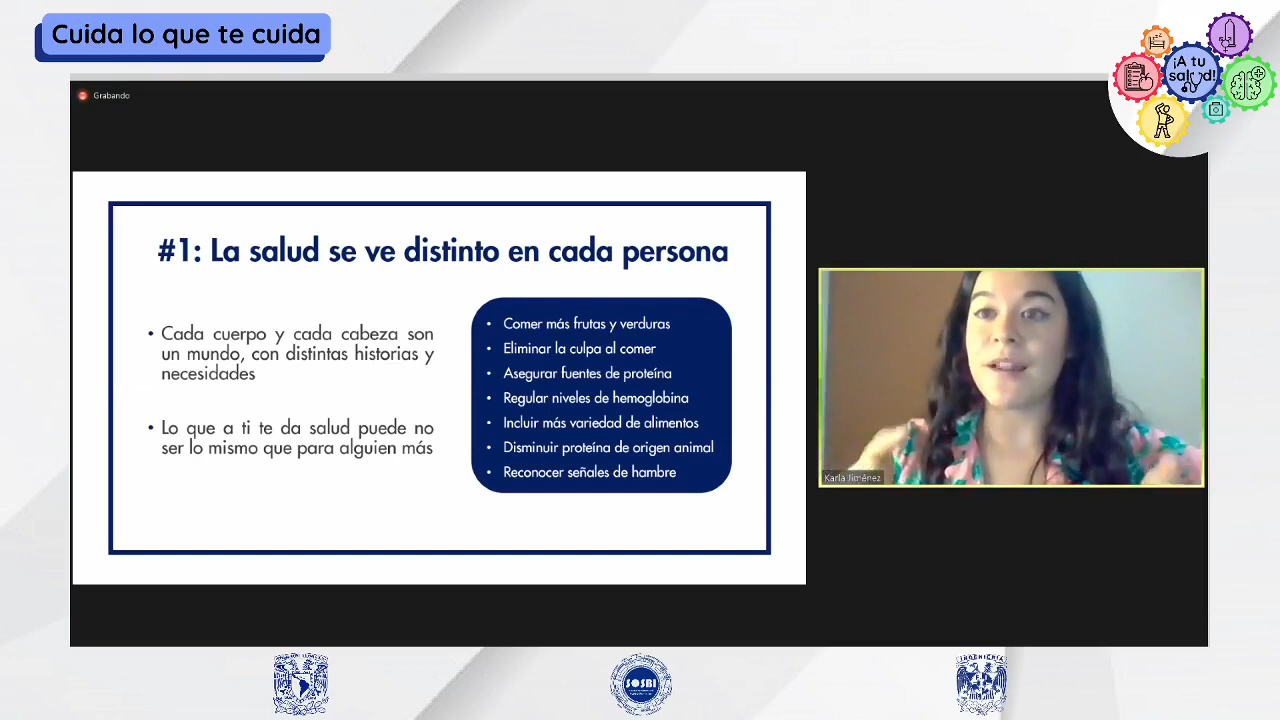 Cuida lo que te cuida
¡A tu
salud!
Grabando
#1: La salud se ve distinto en cada persona
• Cada cuerpo y cada cabeza son
un mundo, con distintas historias y
necesidades
• Lo que a ti te da salud puede no
ser lo mismo que para alguien más
• Comer más frutas y verduras
• Eliminar la culpa al comer
• Asegurar fuentes de proteína
• Regular niveles de hemoglobina
• Incluir más variedad de alimentos
• Disminuir proteína de origen animal
• Reconocer señales de hambre
Karla Jiménez
SOSBI
INGENIERIA